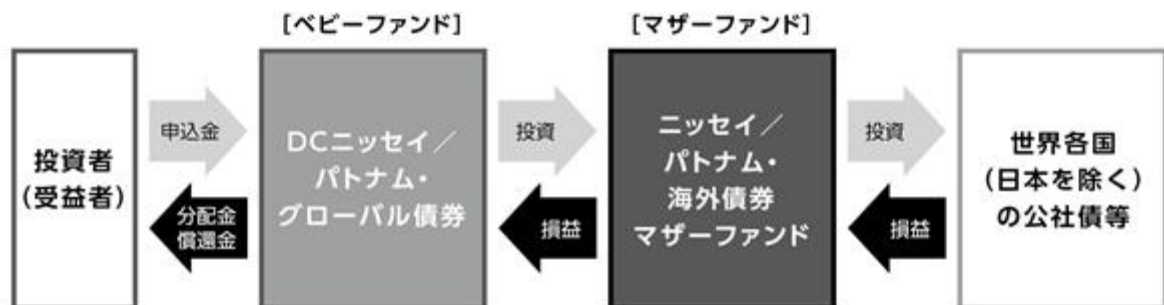 [ベビーファンド]
[マザーファンド]
投資者
(受益者)
申込金
分配金
償還金
DCニッセイ／
パトナム・
グローバル債券
投資
損益
ニッセイ／
パトナム・
海外債券
マザーファンド
投資
損益
世界各国
(日本を除く)
の公社債等